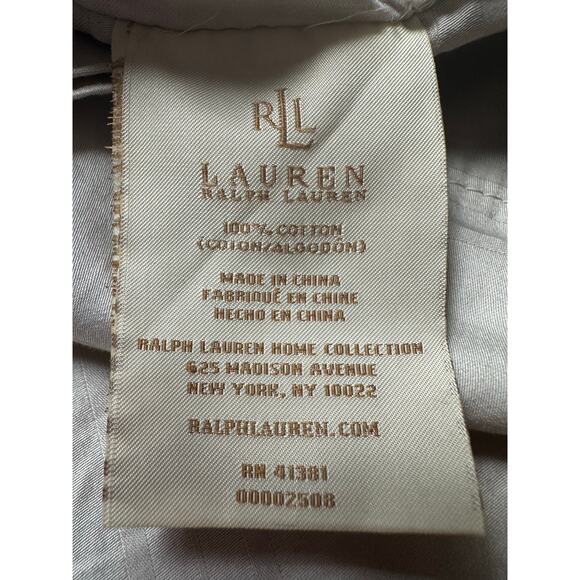 RLL
LAUREN
RALPH LAUREN
100% COTTON
(COTON/ALGODÓN)
MADE IN CHINA
FABRIQUÉ EN CHINE
HECHO EN CHINA
RALPH LAUREN HOME COLLECTION
625 MADISON AVENUE
NEW YORK, NY 10022
RALPHLAUREN.COM
RN 41381
00002508